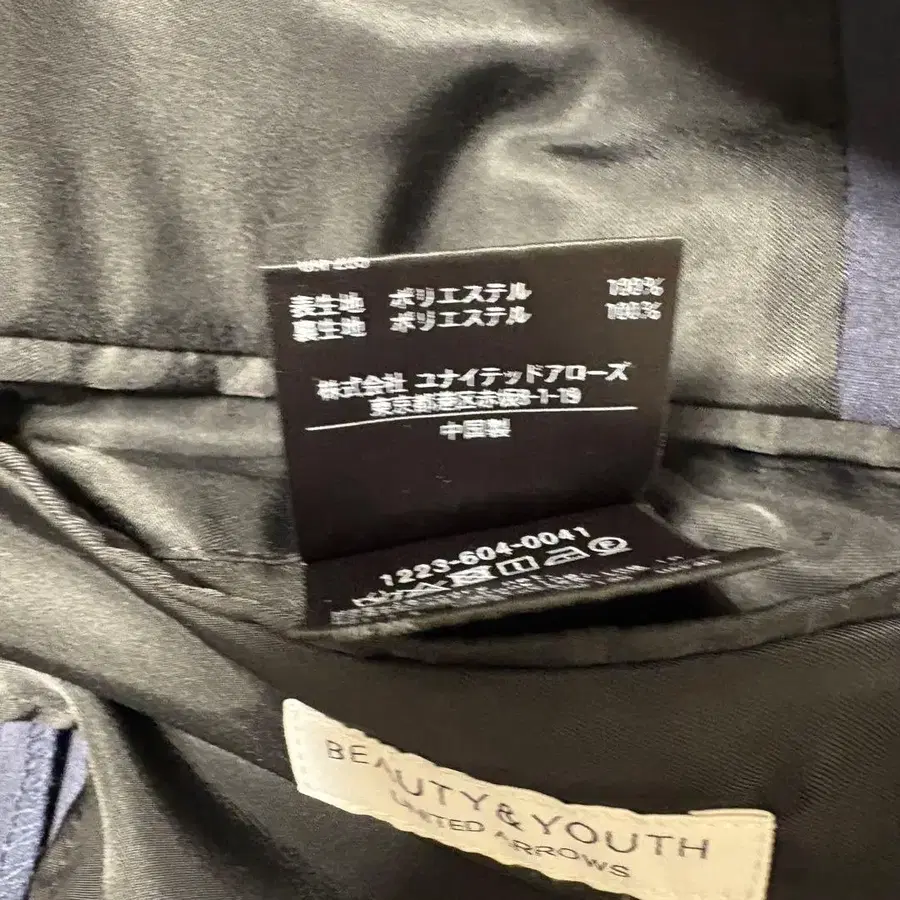 表生地 ポリエステル 100%
裏生地 ポリエステル 100%
株式会社 ユナイテッドアローズ
東京都港区赤坂8-1-19
中国製
1223-604-0041
BEAUTY & YOUTH
UNITED ARROWS